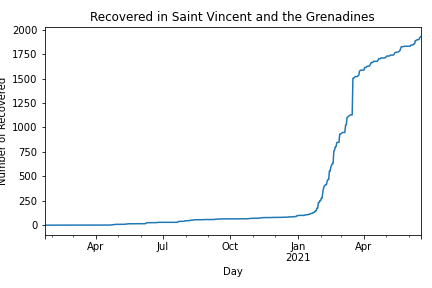 Recovered in Saint Vincent and the Grenadines
Number of Recovered
2000
1750
1500
1250
1000
750
500
250
0
Apr
Jul
Oct
Jan
2021
Apr
Day